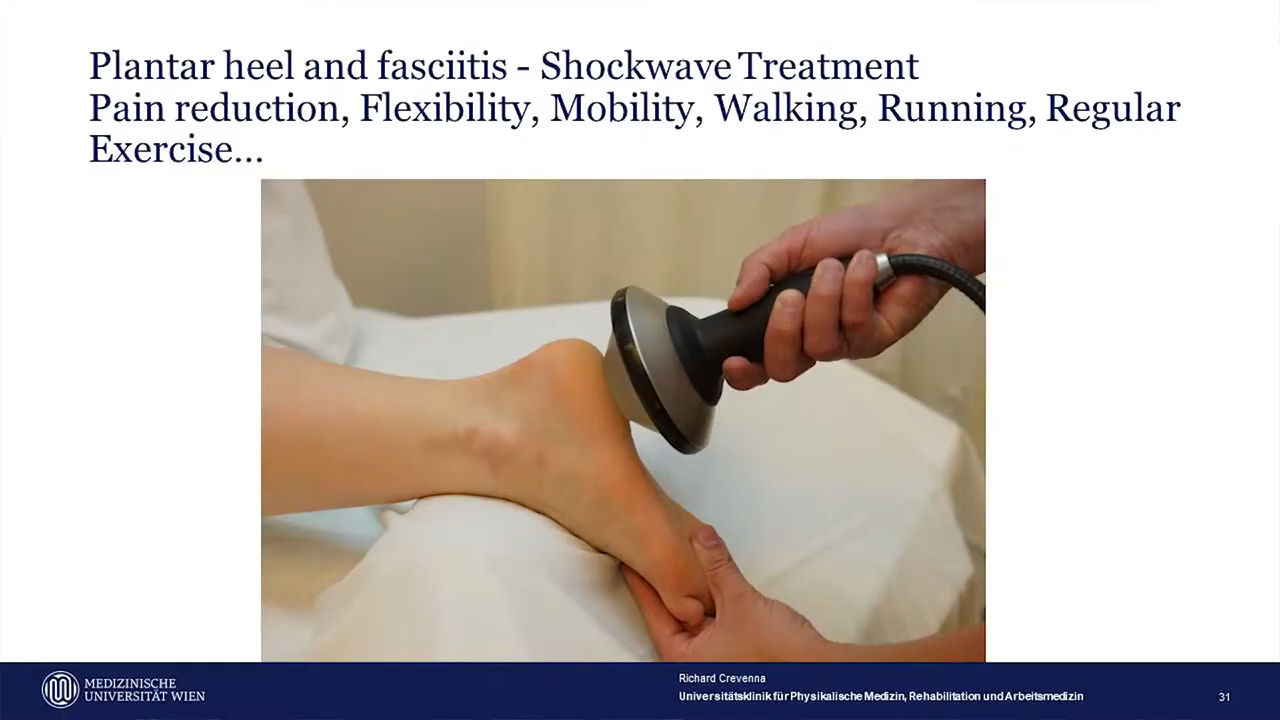 Plantar heel and fasciitis - Shockwave Treatment
Pain reduction, Flexibility, Mobility, Walking, Running, Regular
Exercise...
MEDIZINISCHE
UNIVERSITÄT WIEN
Richard Crevenna
Universitätsklinik für Physikalische Medizin, Rehabilitation und Arbeitsmedizin
31